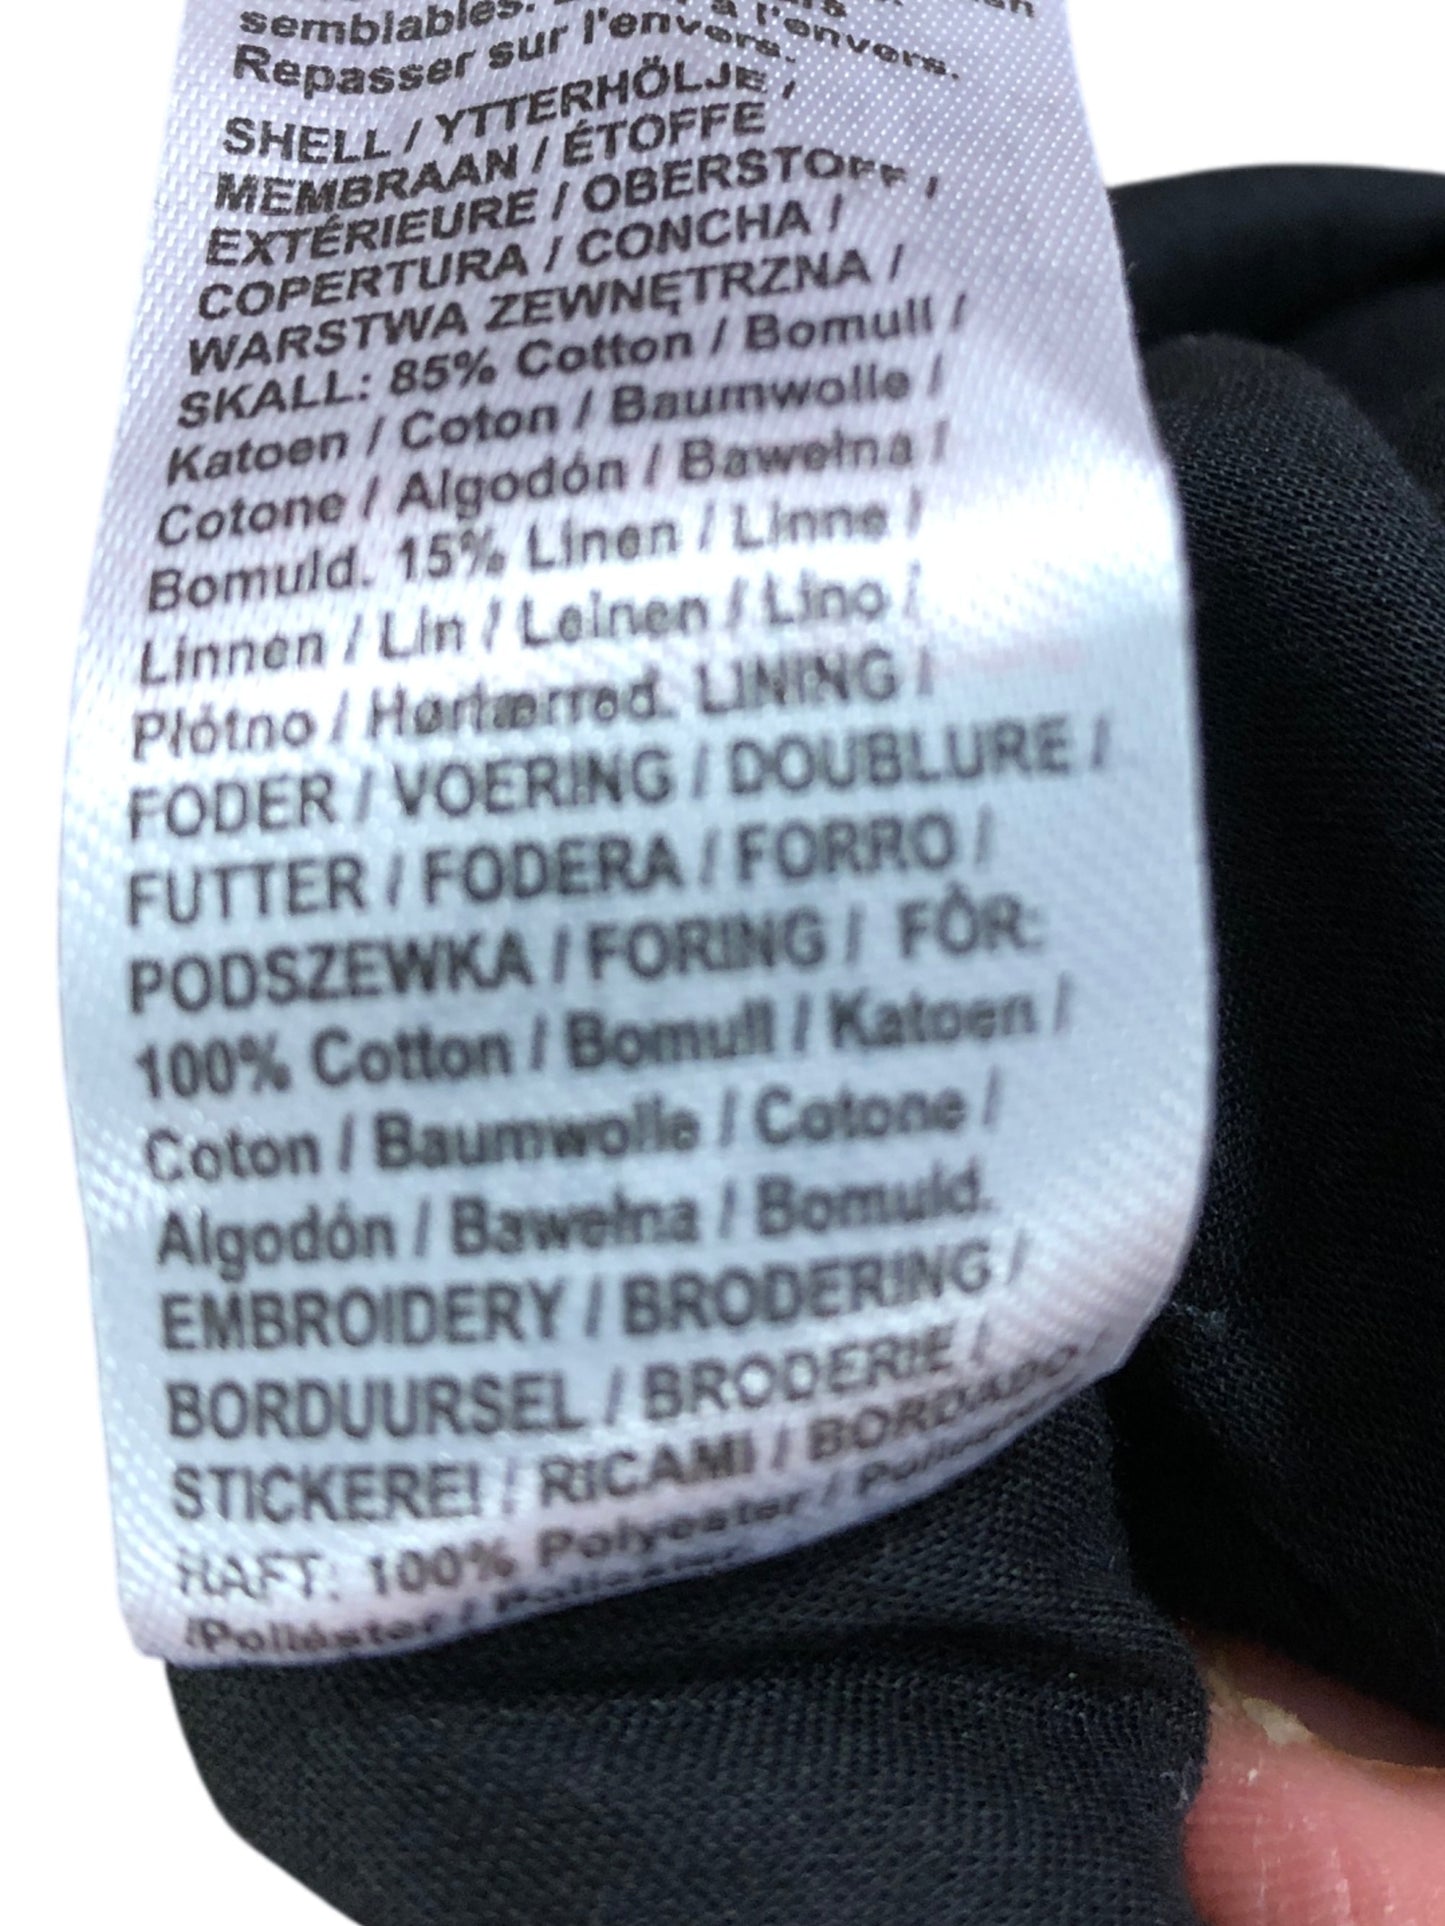 semblables.
Repasser sur l'envers. à l'envers.
SHELL / YTTERHÖLJE /
MEMBRAAN / ÉTOFFE
EXTÉRIEURE / OBERSTOFF /
COPERTURA / CONCHA /
WARSTWA ZEWNĘTRZNA /
SKALL: 85% Cotton / Bomull /
Katoen / Coton / Baumwolle /
Cotone / Algodón / Bawełna /
Bomuld. 15% Linen / Linne /
Linnen / Lin / Leinen / Lino /
Płótno / Hørlærred. LINING /
FODER / VOERING / DOUBLURE /
FUTTER / FODERA / FORRO /
PODSZEWKA / FORING / FÔR:
100% Cotton / Bomull / Katoen /
Coton / Baumwolle / Cotone /
Algodón / Bawełna / Bomuld.
EMBROIDERY / BRODERING /
BORDUURSEL / BRODERIE /
STICKEREI / RICAMI / BORDADO
HAFT: 100% Polyester /
/Poliéster /